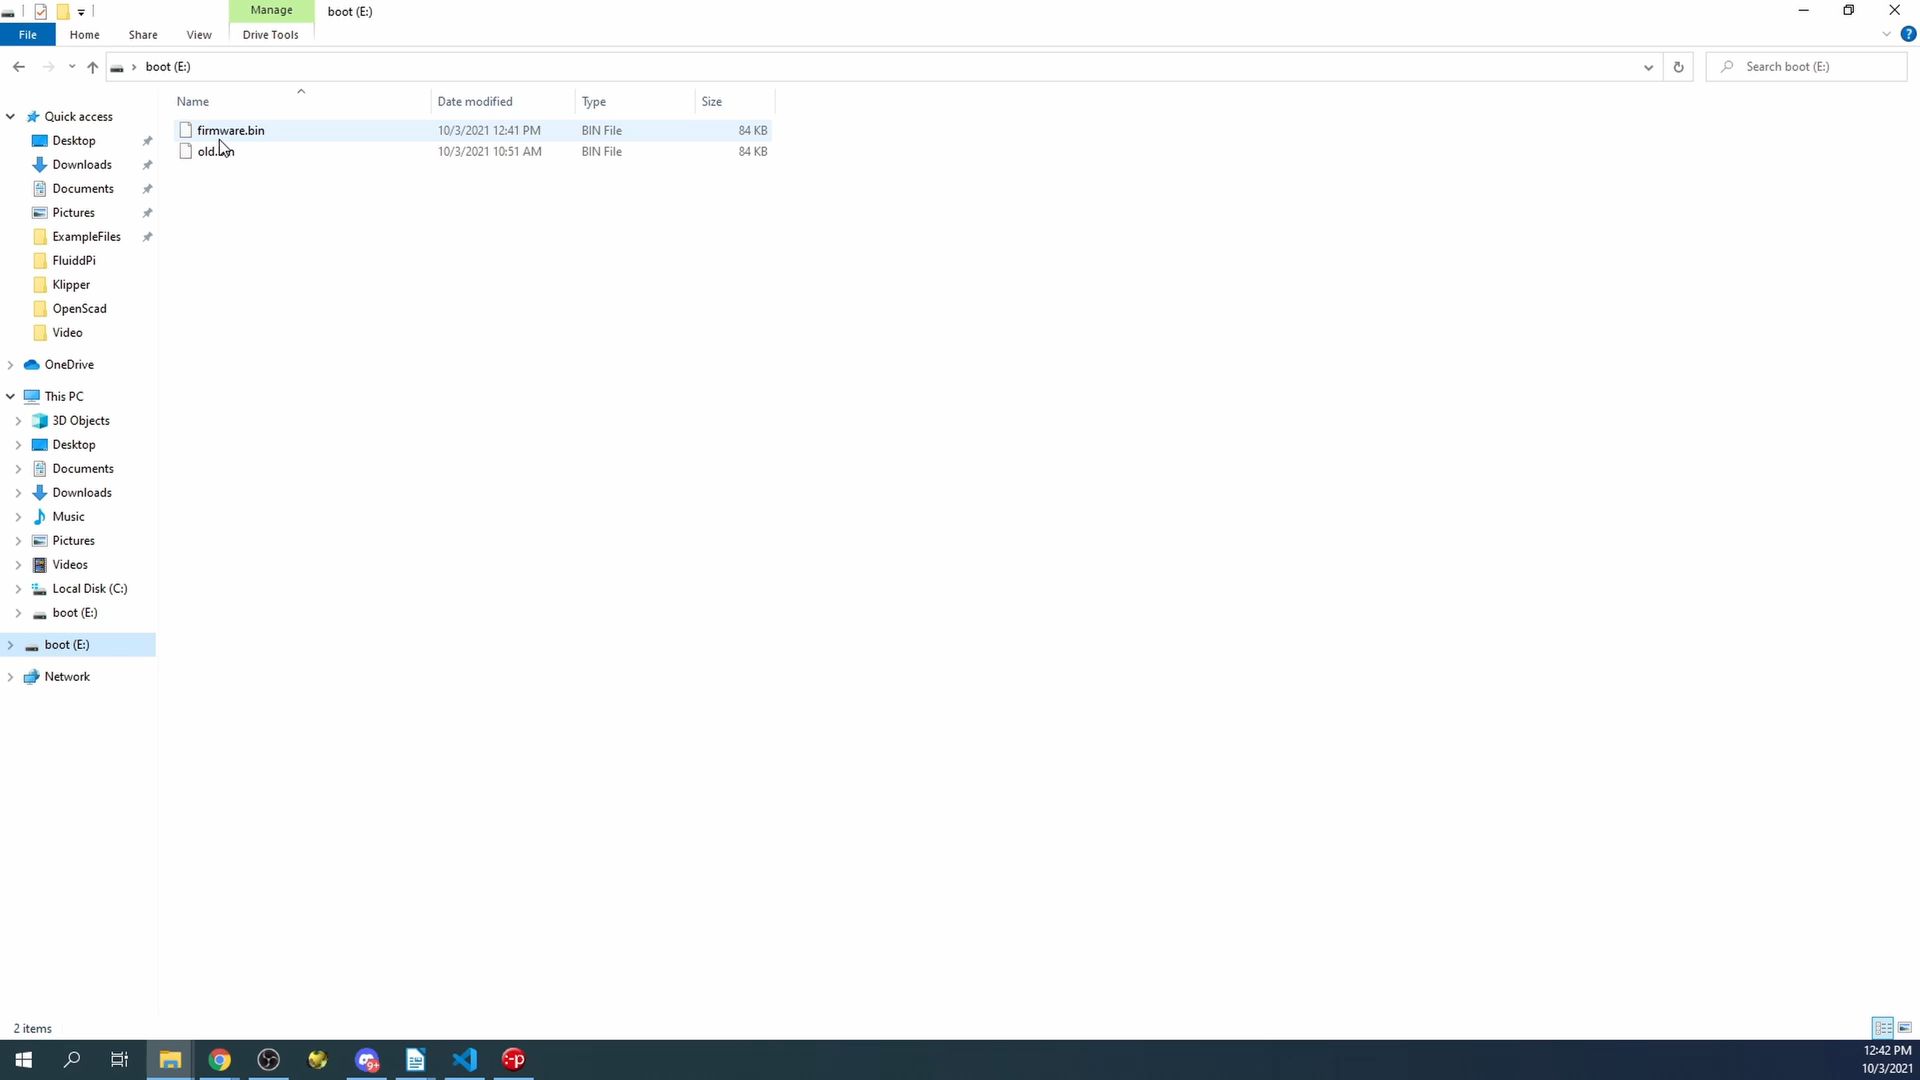 Manage
boot (E:)
File
Home
Share
View
Drive Tools
?
boot (E:)
Search boot (E:)
Name
Date modified
Type
Size
firmware.bin
10/3/2021 12:41 PM
BIN File
84 KB
10/3/2021 10:51 AM
BIN File
84 KB
Quick access
Desktop
Downloads
Documents
Pictures
ExampleFiles
FluiddPi
Klipper
OpenScad
Video
OneDrive
This PC
3D Objects
Desktop
Documents
Downloads
Music
Pictures
Videos
Local Disk (C:)
boot (E:)
boot (E:)
Network
2 items
9+
:-p
12:42 PM
10/3/2021